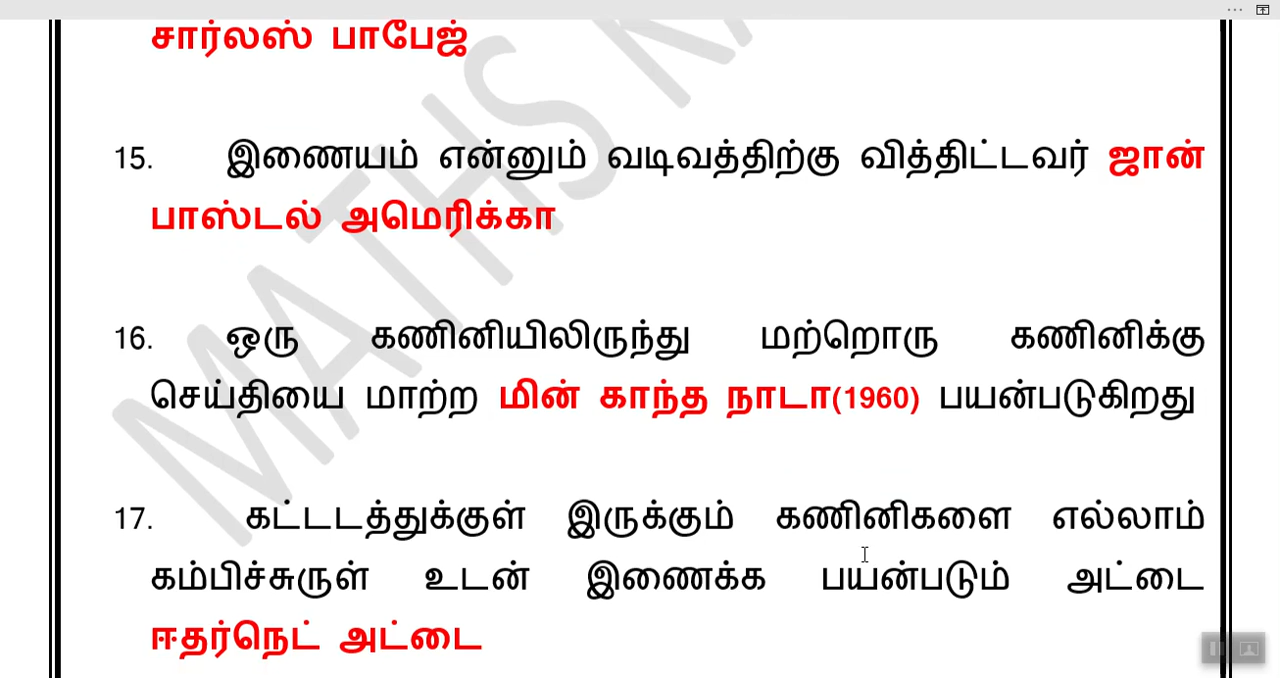 சார்லஸ் பாபேஜ்
15. இணையம் என்னும் வடிவத்திற்கு வித்திட்டவர் ஜான்
பாஸ்டல் அமெரிக்கா
16. ஒரு கணினியிலிருந்து மற்றொரு கணினிக்கு
செய்தியை மாற்ற மின் காந்த நாடா(1960) பயன்படுகிறது
17. கட்டடத்துக்குள் இருக்கும் கணினிகளை எல்லாம்
கம்பிச்சுருள் உடன் இணைக்க பயன்படும் அட்டை
ஈதர்நெட் அட்டை
MATHS